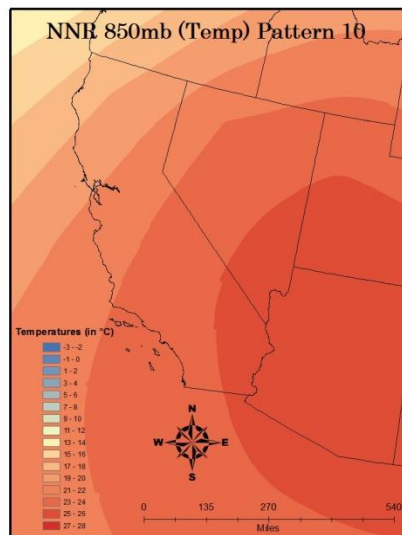 NNR 850mb (Temp) Pattern 10
Temperatures (in °C)
-3 - -2
-1 - 0
1 - 2
3 - 4
5 - 6
7 - 8
9 - 10
11 - 12
13 - 14
15 - 16
17 - 18
19 - 20
21 - 22
23 - 24
25 - 26
27 - 28
N
W
E
S
0 135 270 540
Miles